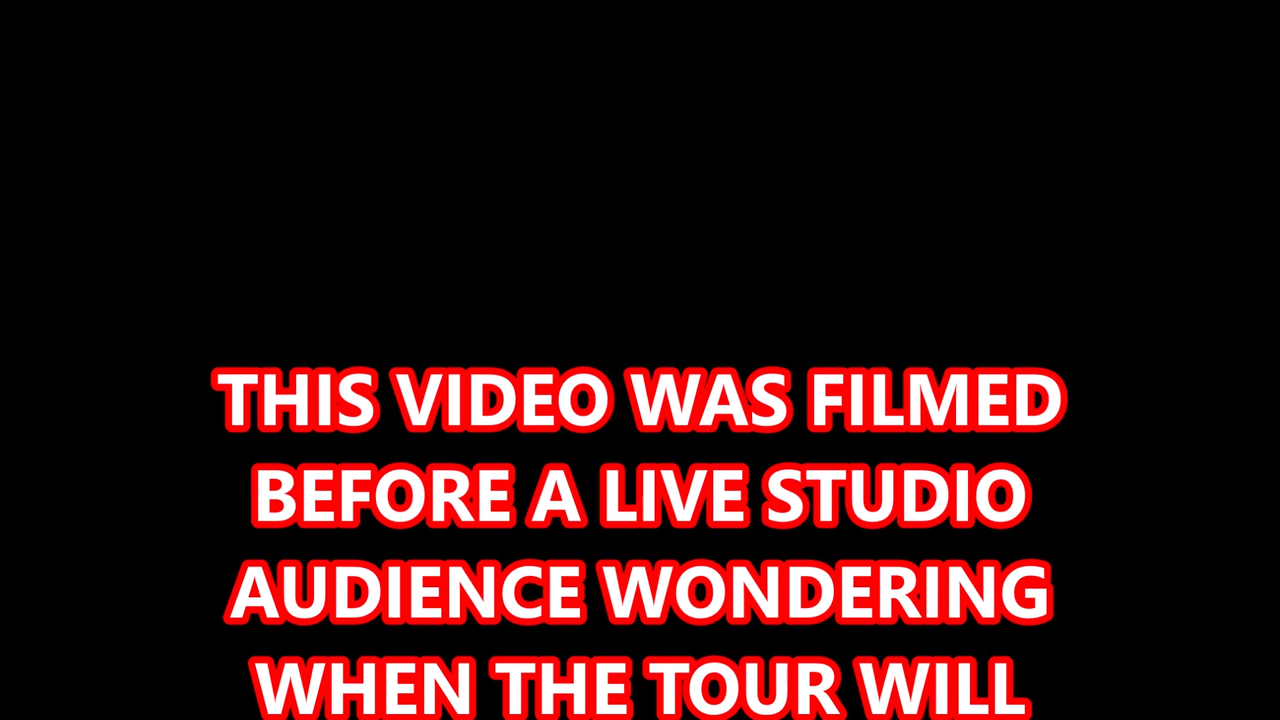 THIS VIDEO WAS FILMED
BEFORE A LIVE STUDIO
AUDIENCE WONDERING
WHEN THE TOUR WILL